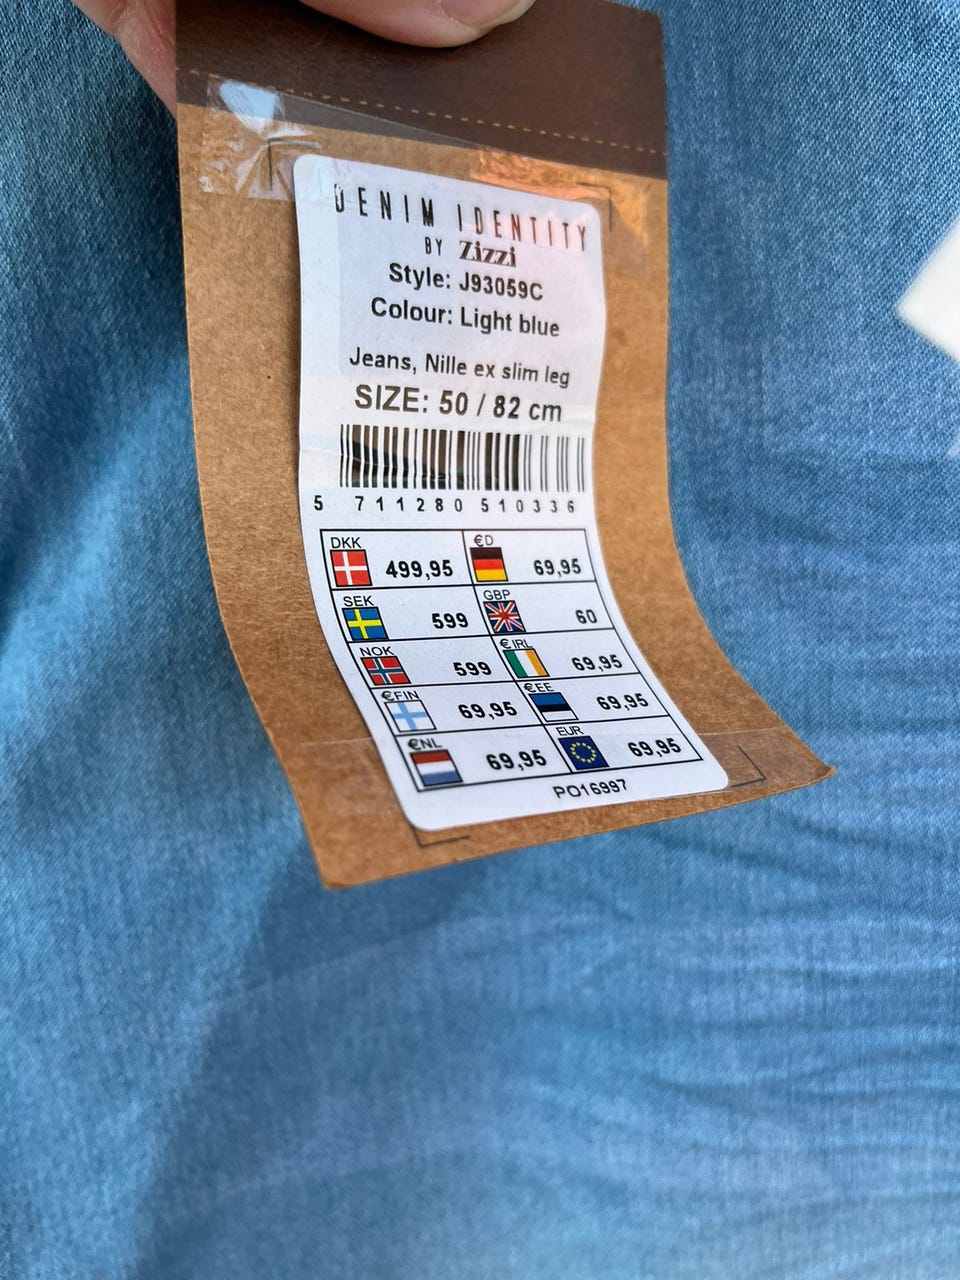 DENIM IDENTITY
BY Zizzi
Style: J93059C
Colour: Light blue
Jeans, Nille ex slim leg
SIZE: 50 / 82 cm
5 711280 510336
DKK 499,95 €D 69,95
SEK 599 GBP 60
NOK 599 €IRL 69,95
€FIN 69,95 €EE 69,95
€NL 69,95 EUR 69,95
PO16997